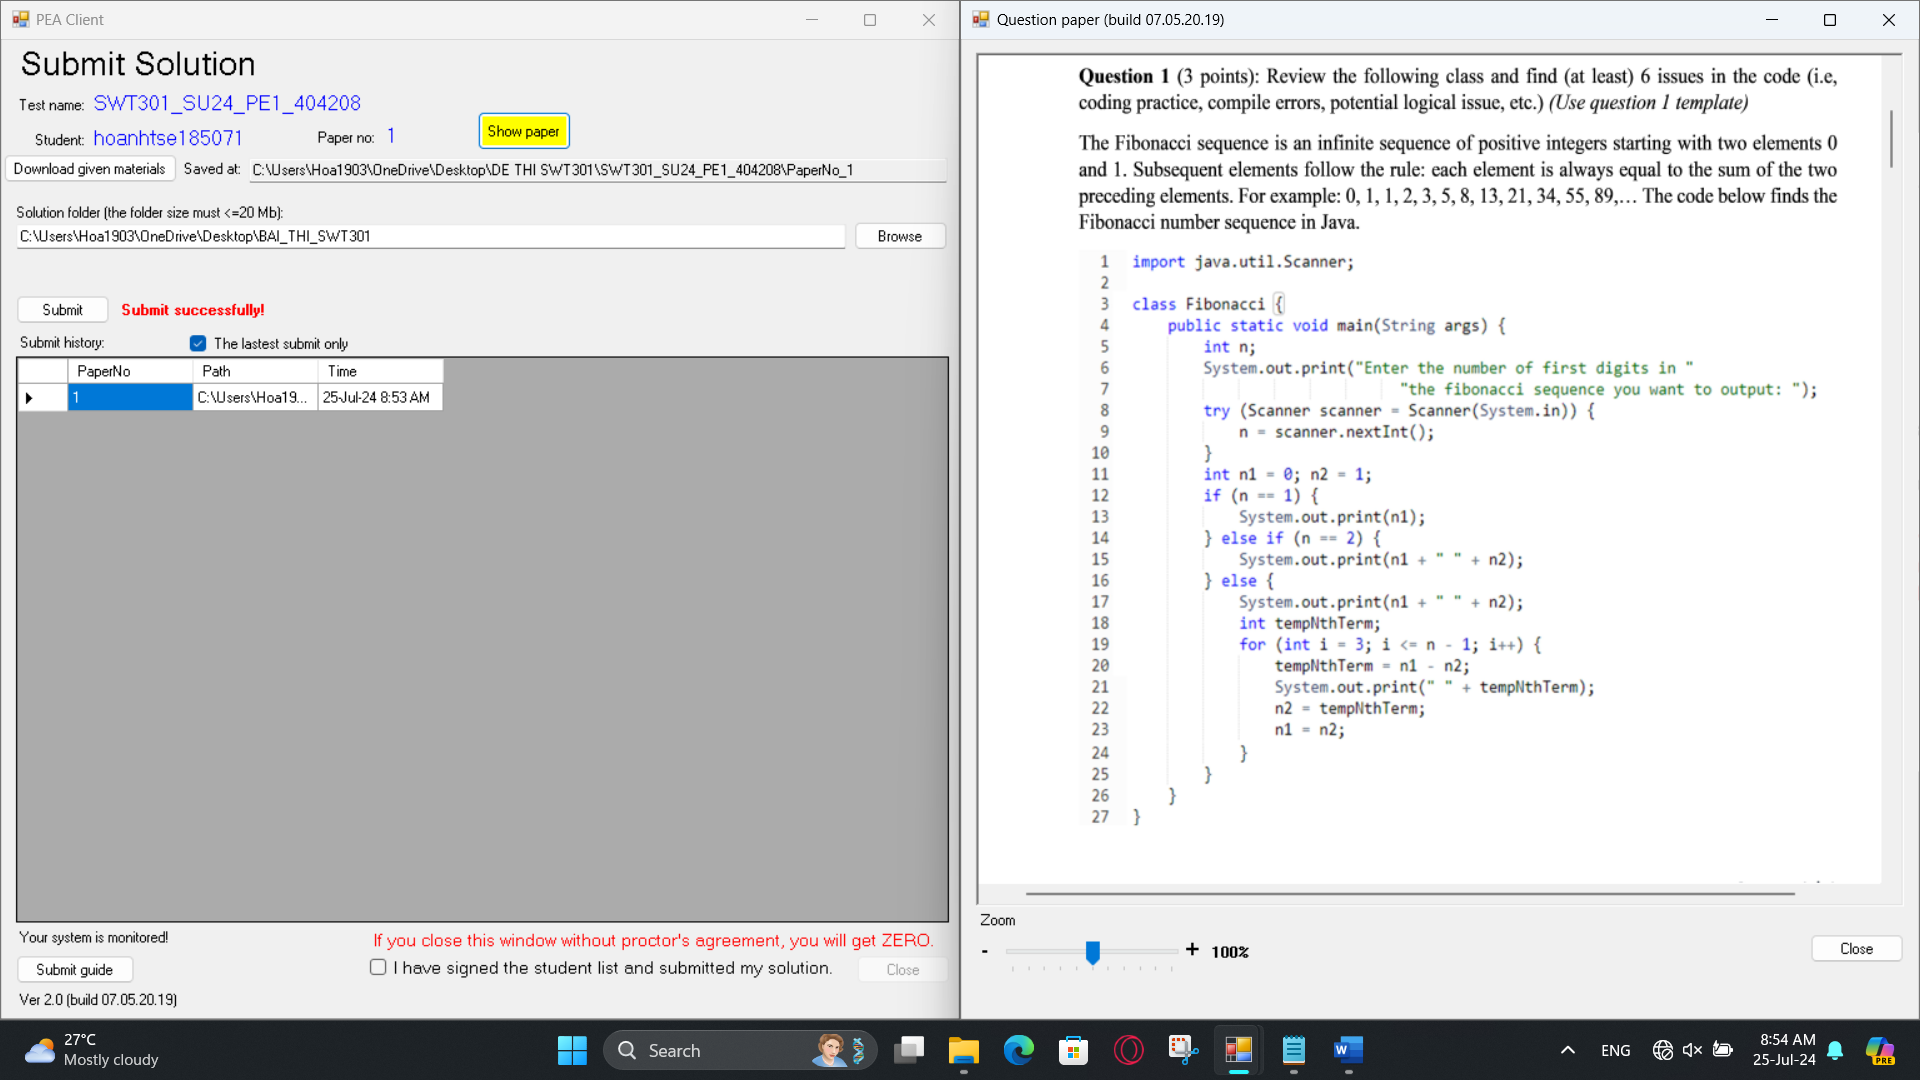 PEA Client
Submit Solution
Test name: SWT301_SU24_PE1_404208
Student: hoanhtse185071 Paper no: 1 Show paper
Download given materials Saved at: C:\Users\Hoa1903\OneDrive\Desktop\DE THI SWT301\SWT301_SU24_PE1_404208\PaperNo_1
Solution folder (the folder size must <=20 Mb):
C:\Users\Hoa1903\OneDrive\Desktop\BAI_THI_SWT301 Browse
Submit Submit successfully!
Submit history: The lastest submit only
PaperNo Path Time
1 C:\Users\Hoa19... 25-Jul-24 8:53 AM
Your system is monitored!
If you close this window without proctor's agreement, you will get ZERO.
Submit guide I have signed the student list and submitted my solution. Close
Ver 2.0 (build 07.05.20.19)
Question paper (build 07.05.20.19)
Question 1 (3 points): Review the following class and find (at least) 6 issues in the code (i.e,
coding practice, compile errors, potential logical issue, etc.) (Use question 1 template)
The Fibonacci sequence is an infinite sequence of positive integers starting with two elements 0
and 1. Subsequent elements follow the rule: each element is always equal to the sum of the two
preceding elements. For example: 0, 1, 1, 2, 3, 5, 8, 13, 21, 34, 55, 89,… The code below finds the
Fibonacci number sequence in Java.
1 import java.util.Scanner;
2
3 class Fibonacci {
4 public static void main(String args) {
5 int n;
6 System.out.print("Enter the number of first digits in "
7 "the fibonacci sequence you want to output: ");
8 try (Scanner scanner = Scanner(System.in)) {
9 n = scanner.nextInt();
10 }
11 int n1 = 0; n2 = 1;
12 if (n == 1) {
13 System.out.print(n1);
14 } else if (n == 2) {
15 System.out.print(n1 + " " + n2);
16 } else {
17 System.out.print(n1 + " " + n2);
18 int tempNthTerm;
19 for (int i = 3; i <= n - 1; i++) {
20 tempNthTerm = n1 - n2;
21 System.out.print(" " + tempNthTerm);
22 n2 = tempNthTerm;
23 n1 = n2;
24 }
25 }
26 }
27 }
Zoom
- + 100%
Close
27°C
Mostly cloudy
Search
ENG
8:54 AM
25-Jul-24
PRE